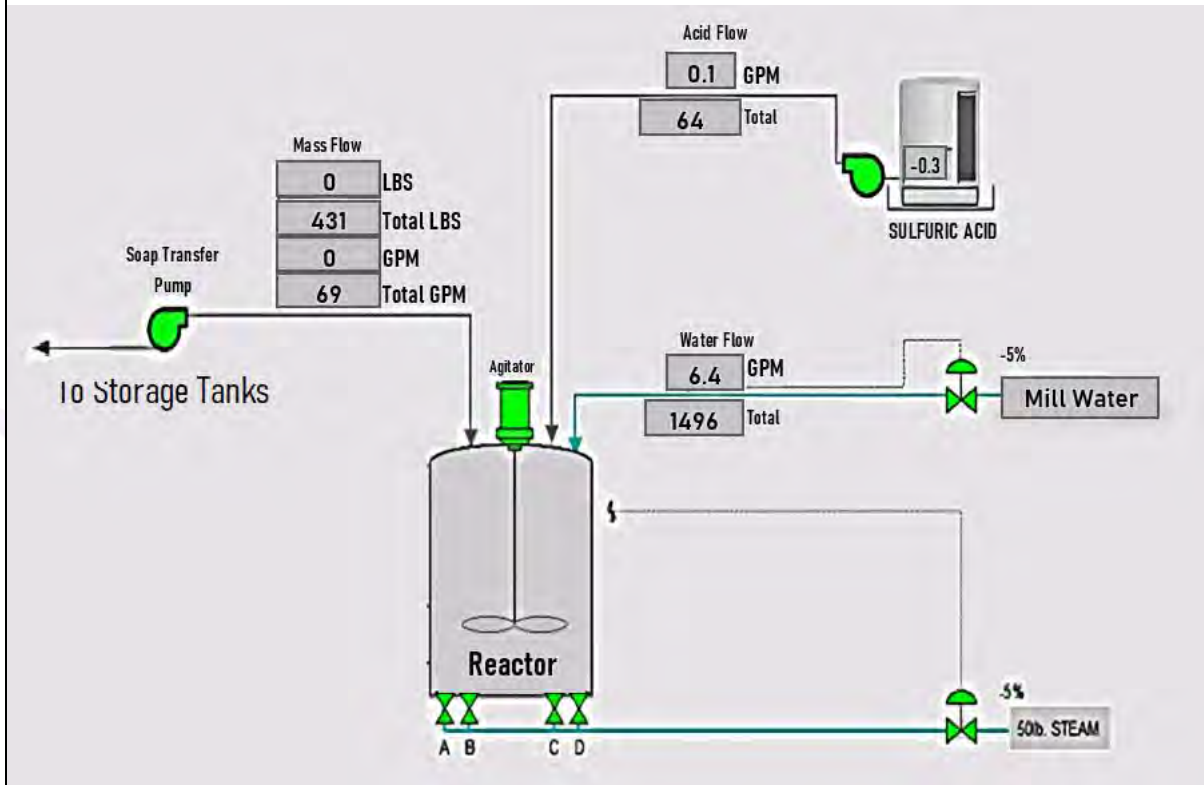 Acid Flow
0.1 GPM
64 Total
-0.3
SULFURIC ACID
Mass Flow
0 LBS
431 Total LBS
0 GPM
69 Total GPM
Soap Transfer
Pump
To Storage Tanks
Agitator
Water Flow
6.4 GPM
1496 Total
-5%
Mill Water
Reactor
A B C D
-5%
50lb. STEAM